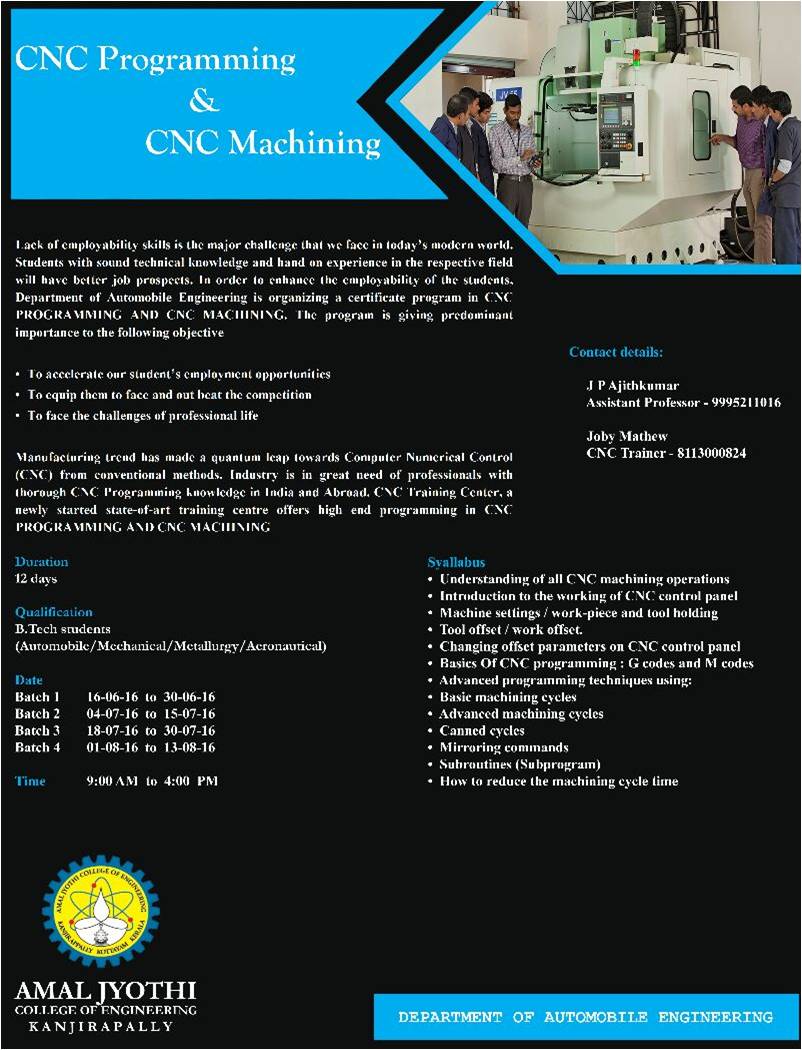 CNC Programming
&
CNC Machining
JV 55
Lack of employability skills is the major challenge that we face in today's modern world.
Students with sound technical knowledge and hand on experience in the respective field
will have better job prospects. In order to enhance the employability of the students,
Department of Automobile Engineering is organizing a certificate program in CNC
PROGRAMMING AND CNC MACHINING. The program is giving predominant
importance to the following objective
• To accelerate our student's employment opportunities
• To equip them to face and out beat the competition
• To face the challenges of professional life
Manufacturing trend has made a quantum leap towards Computer Numerical Control
(CNC) from conventional methods. Industry is in great need of professionals with
thorough CNC Programming knowledge in India and Abroad. CNC Training Center, a
newly started state-of-art training centre offers high end programming in CNC
PROGRAMMING AND CNC MACHINING
Contact details:
J P Ajithkumar
Assistant Professor - 9995211016
Joby Mathew
CNC Trainer - 8113000824
Duration
12 days
Qualification
B.Tech students
(Automobile/Mechanical/Metallurgy/Aeronautical)
Date
Batch 1 16-06-16 to 30-06-16
Batch 2 04-07-16 to 15-07-16
Batch 3 18-07-16 to 30-07-16
Batch 4 01-08-16 to 13-08-16
Time 9:00 AM to 4:00 PM
Syallabus
• Understanding of all CNC machining operations
• Introduction to the working of CNC control panel
• Machine settings / work-piece and tool holding
• Tool offset / work offset.
• Changing offset parameters on CNC control panel
• Basics Of CNC programming : G codes and M codes
• Advanced programming techniques using:
• Basic machining cycles
• Advanced machining cycles
• Canned cycles
• Mirroring commands
• Subroutines (Subprogram)
• How to reduce the machining cycle time
AMAL JYOTHI COLLEGE OF ENGINEERING
KANJIRAPPALLY KOTTAYAM KERALA
AMAL JYOTHI
COLLEGE OF ENGINEERING
KANJIRAPALLY
DEPARTMENT OF AUTOMOBILE ENGINEERING